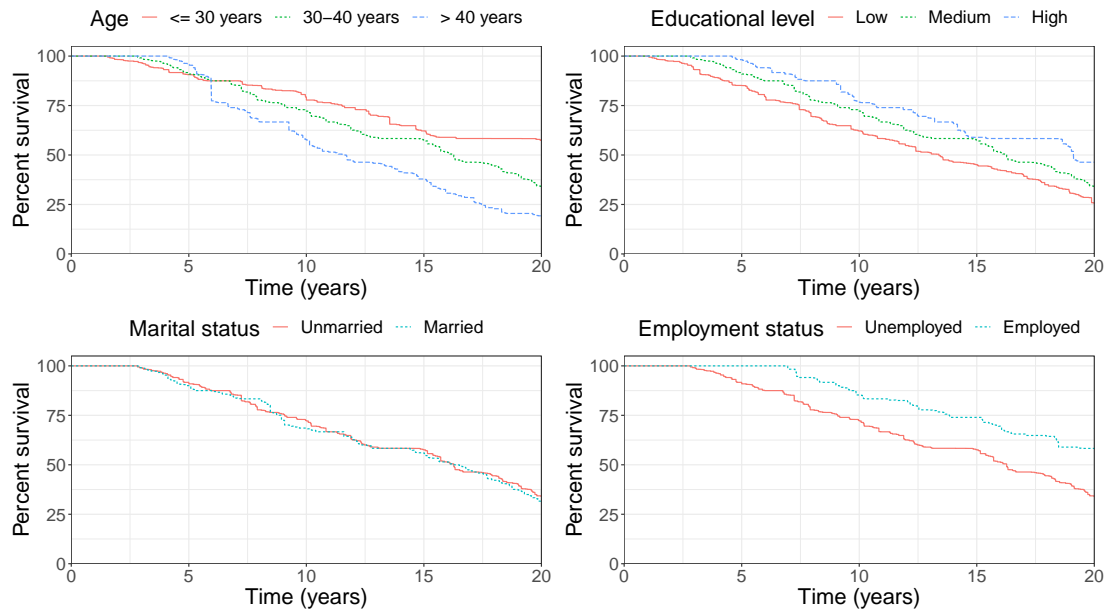 Age <= 30 years 30−40 years > 40 years
Percent survival
100
75
50
25
0
0 5 10 15 20
Time (years)
Educational level Low Medium High
Percent survival
100
75
50
25
0
0 5 10 15 20
Time (years)
Marital status Unmarried Married
Percent survival
100
75
50
25
0
0 5 10 15 20
Time (years)
Employment status Unemployed Employed
Percent survival
100
75
50
25
0
0 5 10 15 20
Time (years)